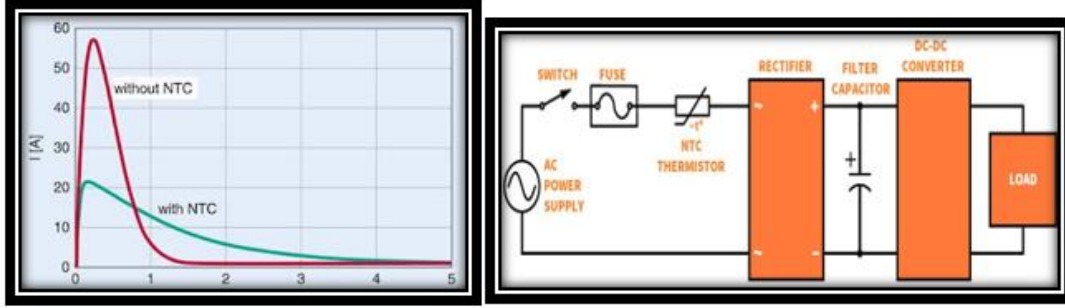 60
50
40
30
20
10
0
I [A]
without NTC
with NTC
0 1 2 3 4 5
SWITCH
FUSE
-t°
NTC
THERMISTOR
AC
POWER
SUPPLY
RECTIFIER
~ +
~ -
FILTER
CAPACITOR
+
DC-DC
CONVERTER
LOAD